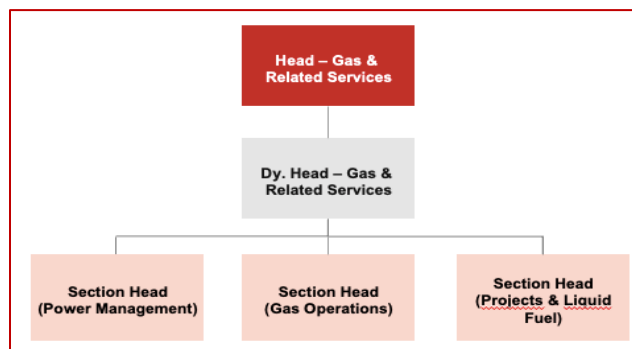 Head – Gas &
Related Services
Dy. Head – Gas &
Related Services
Section Head
(Power Management)
Section Head
(Gas Operations)
Section Head
(Projects & Liquid
Fuel)